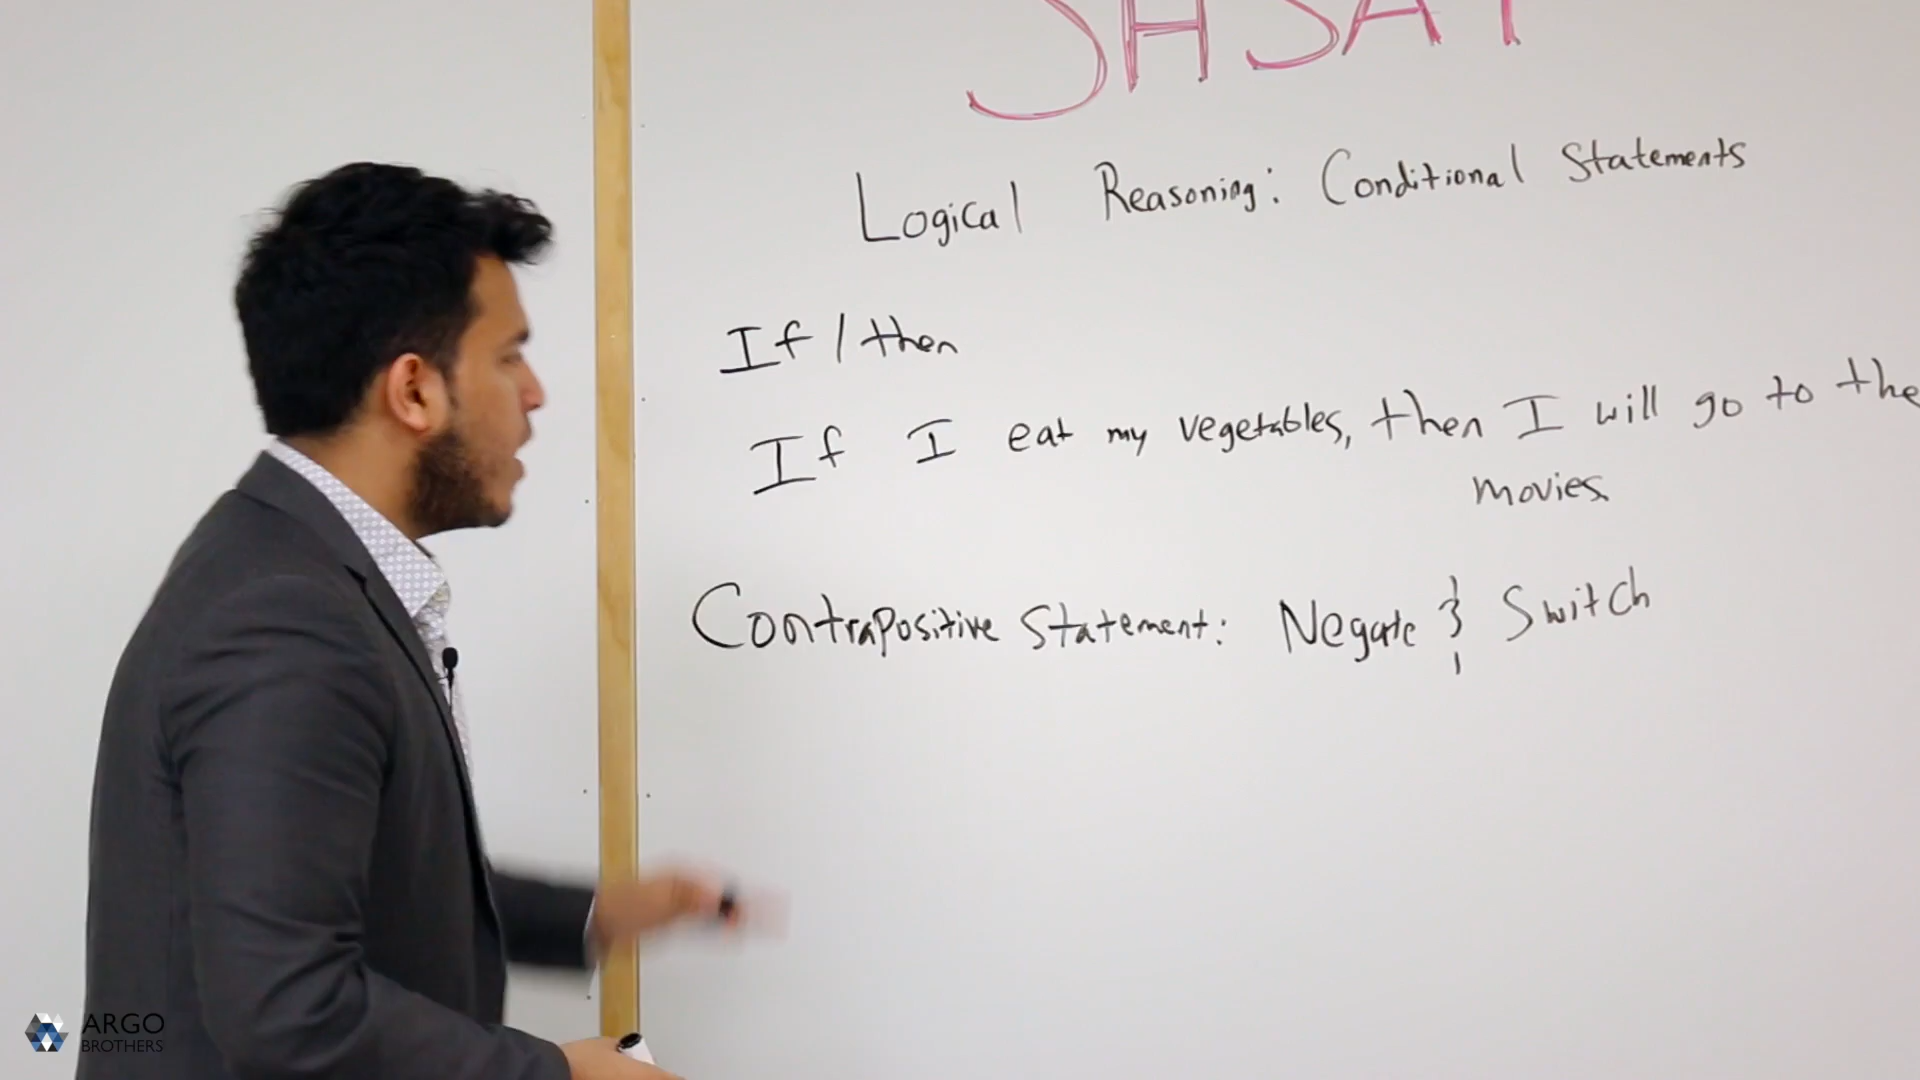 SHSAT
Logical Reasoning: Conditional Statements
If / then
If I eat my vegetables, then I will go to the
movies.
Contrapositive Statement: Negate & Switch
ARGO
BROTHERS